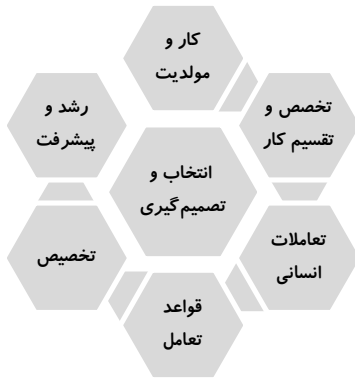 کار و
مولدیت
تخصص و
تقسیم کار
رشد و
پیشرفت
انتخاب و
تصمیم‌گیری
تعاملات
انسانی
تخصیص
قواعد
تعامل